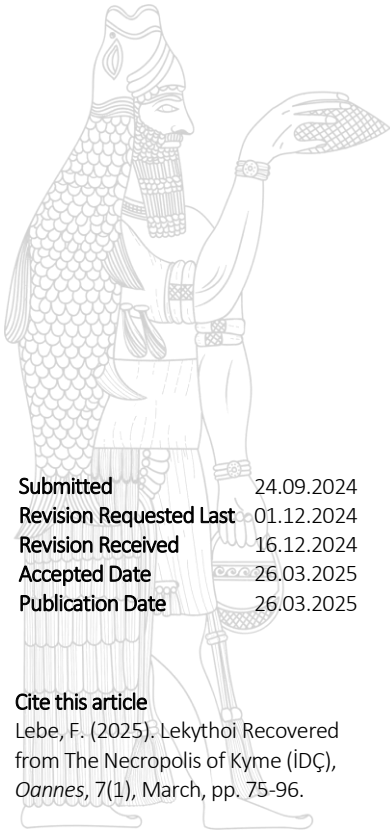 Submitted 24.09.2024
Revision Requested Last 01.12.2024
Revision Received 16.12.2024
Accepted Date 26.03.2025
Publication Date 26.03.2025
Cite this article
Lebe, F. (2025). Lekythoi Recovered
from The Necropolis of Kyme (İDÇ),
Oannes, 7(1), March, pp. 75-96.